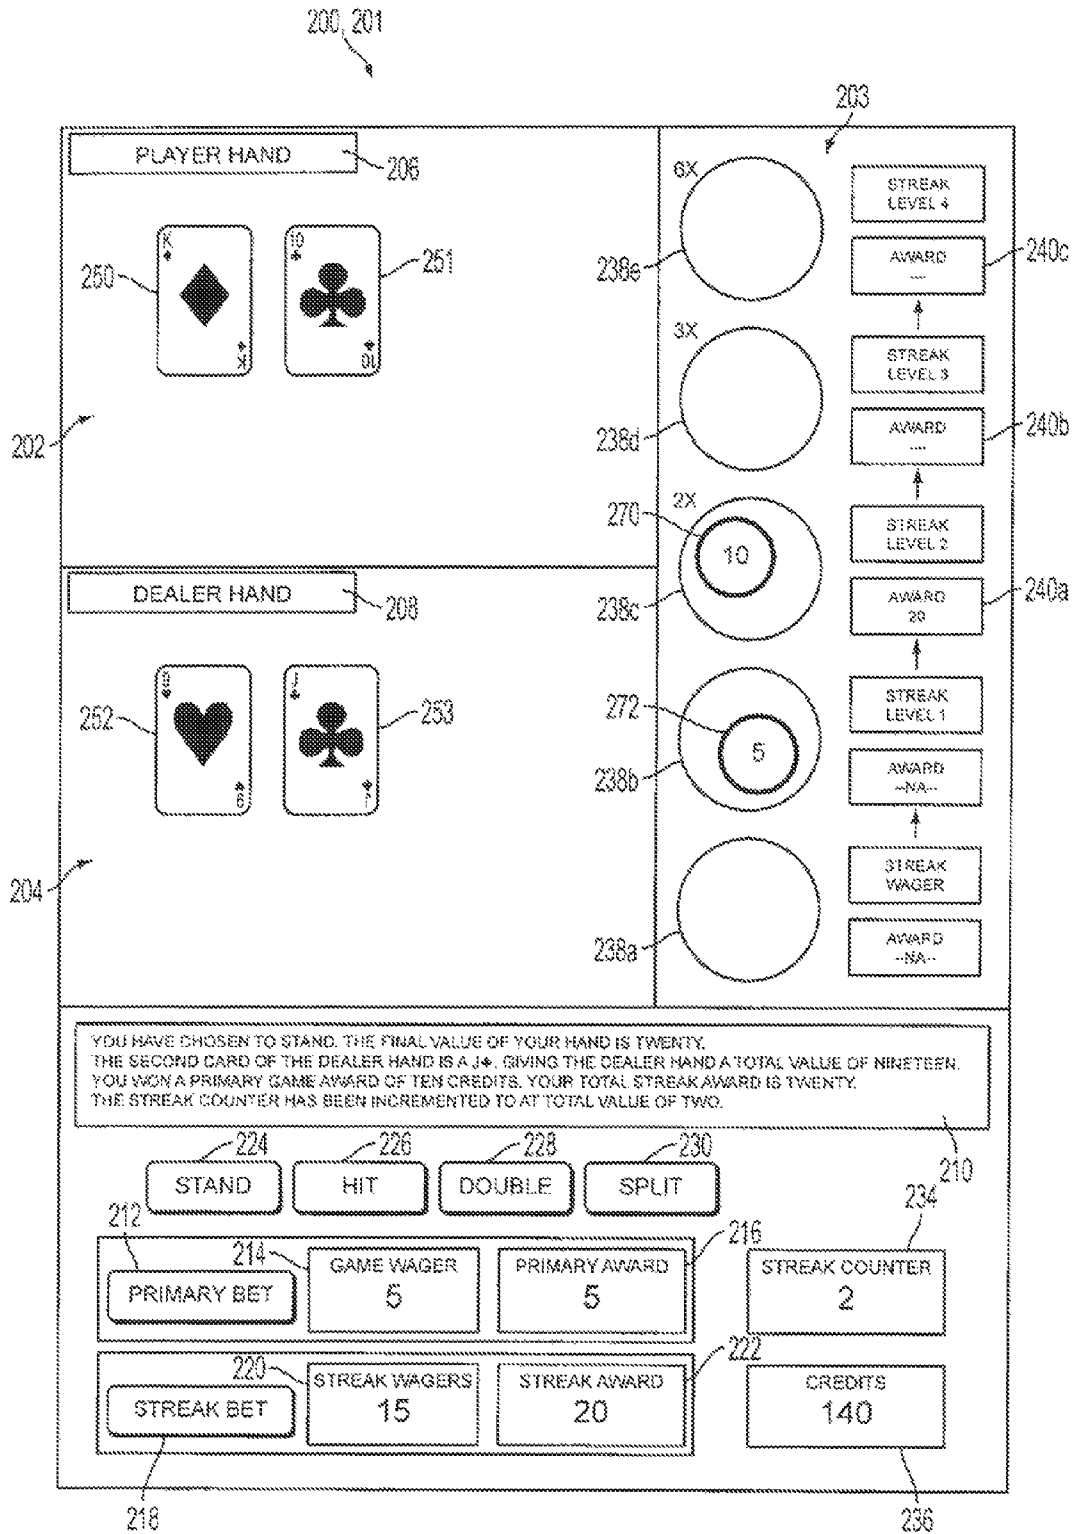 200, 201
203
PLAYER HAND
206
K
K
250
10
10
251
202
DEALER HAND
208
9
9
252
J
J
253
204
6X
238e
STREAK
LEVEL 4
AWARD
----
240c
3X
238d
STREAK
LEVEL 3
AWARD
----
240b
2X
270
10
238c
STREAK
LEVEL 2
AWARD
20
240a
272
5
238b
STREAK
LEVEL 1
AWARD
--NA--
238a
STREAK
WAGER
AWARD
--NA--
YOU HAVE CHOSEN TO STAND. THE FINAL VALUE OF YOUR HAND IS TWENTY.
THE SECOND CARD OF THE DEALER HAND IS A J♣, GIVING THE DEALER HAND A TOTAL VALUE OF NINETEEN.
YOU WON A PRIMARY GAME AWARD OF TEN CREDITS. YOUR TOTAL STREAK AWARD IS TWENTY.
THE STREAK COUNTER HAS BEEN INCREMENTED TO AT TOTAL VALUE OF TWO.
210
224
226
228
230
STAND
HIT
DOUBLE
SPLIT
212
214
216
234
PRIMARY BET
GAME WAGER
5
PRIMARY AWARD
5
STREAK COUNTER
2
220
222
STREAK BET
STREAK WAGERS
15
STREAK AWARD
20
CREDITS
140
218
236